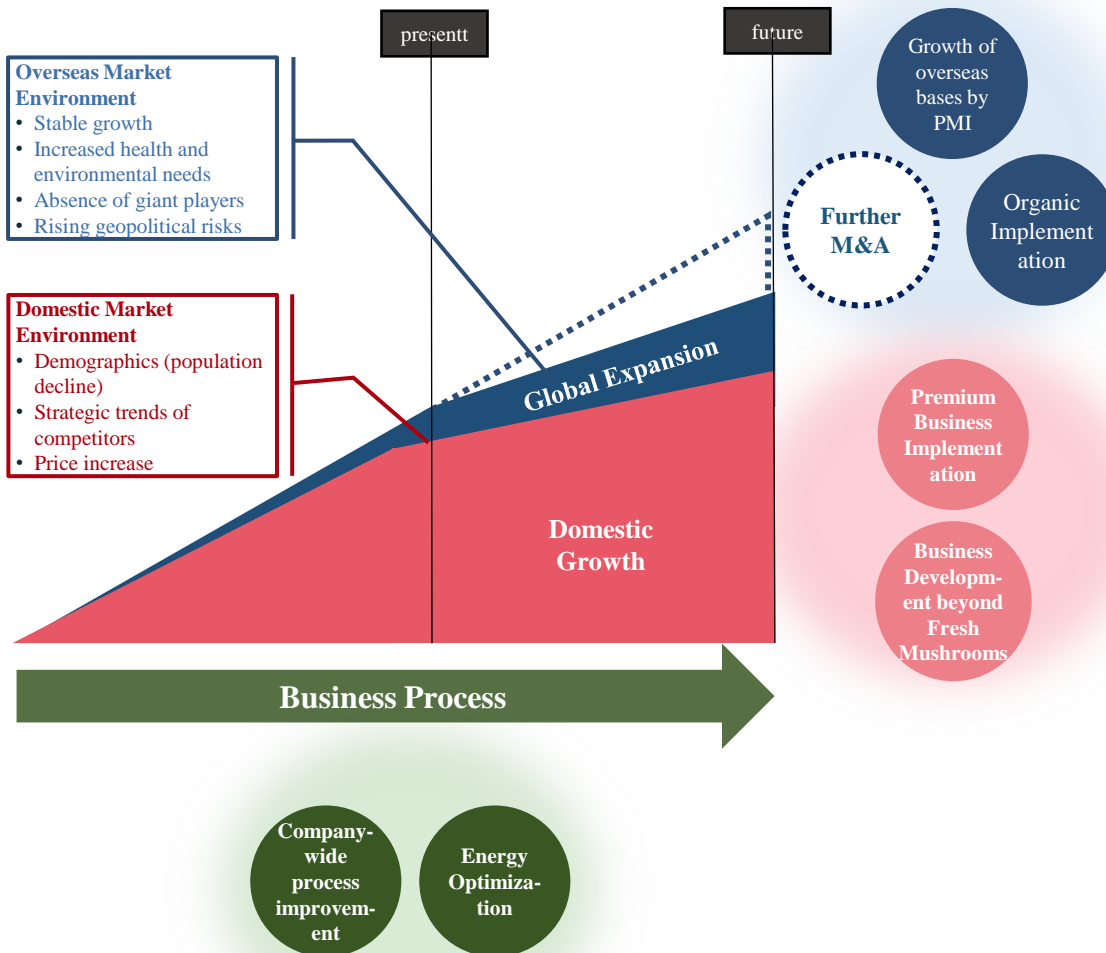 presentt
future
Overseas Market
Environment
• Stable growth
• Increased health and
environmental needs
• Absence of giant players
• Rising geopolitical risks
Domestic Market
Environment
• Demographics (population
decline)
• Strategic trends of
competitors
• Price increase
Growth of
overseas
bases by
PMI
Further
M&A
Organic
Implement
ation
Global Expansion
Domestic
Growth
Premium
Business
Implement
ation
Business
Develop-
ment beyond
Fresh
Mushrooms
Business Process
Company-
wide
process
improvem-
ent
Energy
Optimiza-
tion